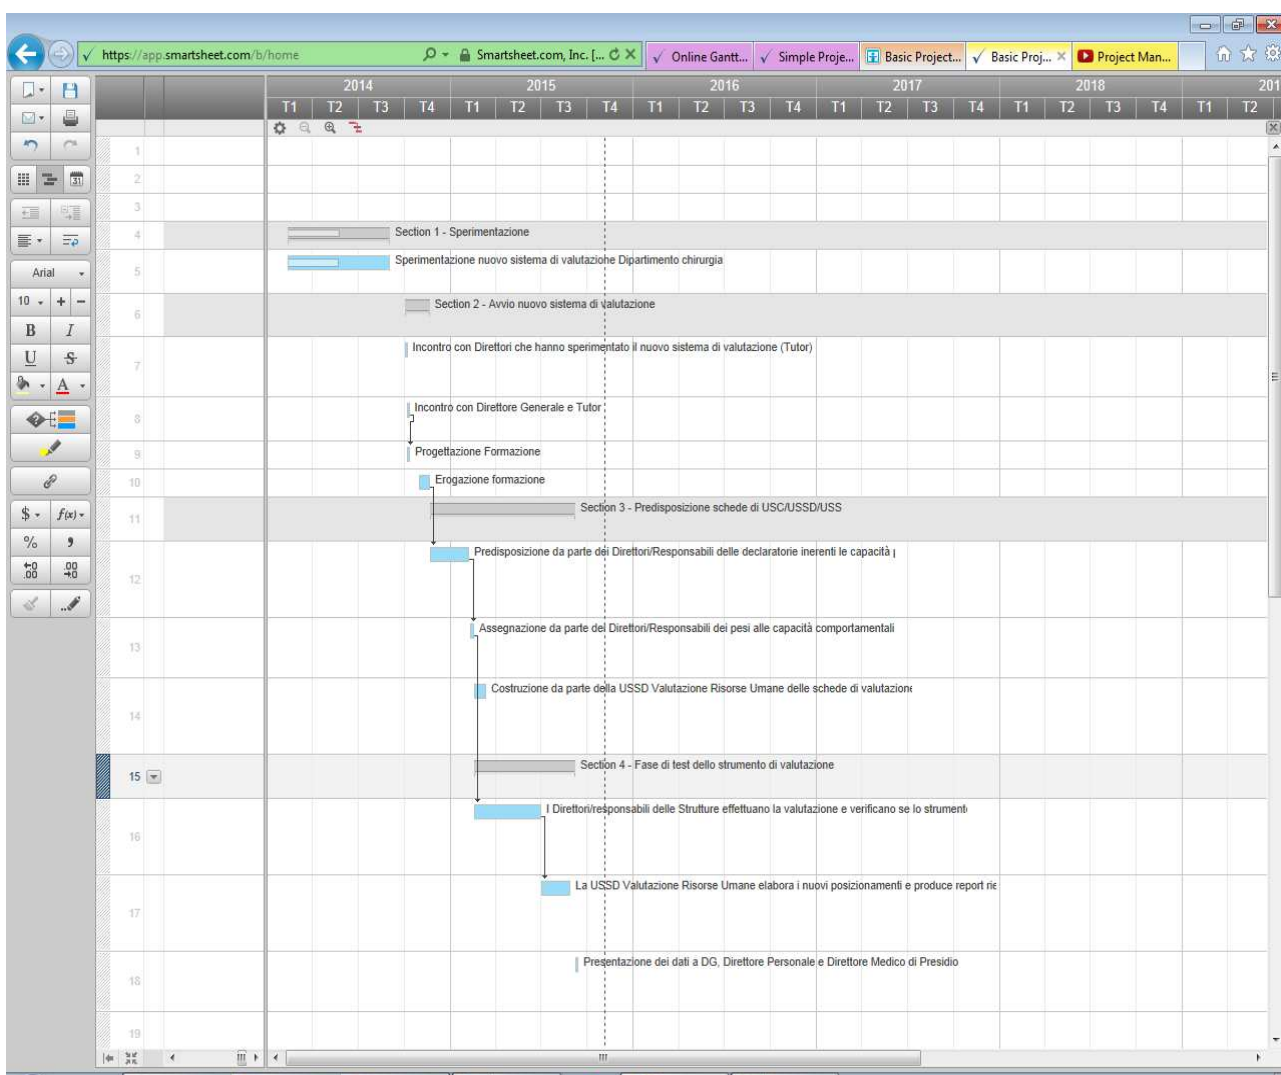 https://app.smartsheet.com/b/home Smartsheet.com, Inc. [... Online Gantt... Simple Proje... Basic Project... Basic Proj... Project Man...
2014 2015 2016 2017 2018 201
T1 T2 T3 T4 T1 T2 T3 T4 T1 T2 T3 T4 T1 T2 T3 T4 T1 T2 T3 T4 T1 T2
1
2
31
3
4 Section 1 - Sperimentazione
5 Sperimentazione nuovo sistema di valutazione Dipartimento chirurgia
Arial
10 + −
6 Section 2 - Avvio nuovo sistema di valutazione
B I
7 Incontro con Direttori che hanno sperimentato il nuovo sistema di valutazione (Tutor)
U S
A
8 Incontro con Direttore Generale e Tutor
9 Progettazione Formazione
10 Erogazione formazione
11 Section 3 - Predisposizione schede di USC/USSD/USS
$ f(x)
% ,
.00 .00
12 Predisposizione da parte dei Direttori/Responsabili delle declaratorie inerenti le capacità
13 Assegnazione da parte dei Direttori/Responsabili dei pesi alle capacità comportamentali
14 Costruzione da parte della USSD Valutazione Risorse Umane delle schede di valutazione
15 Section 4 - Fase di test dello strumento di valutazione
16 I Direttori/responsabili delle Strutture effettuano la valutazione e verificano se lo strument
17 La USSD Valutazione Risorse Umane elabora i nuovi posizionamenti e produce report rie
18 Presentazione dei dati a DG, Direttore Personale e Direttore Medico di Presidio
19